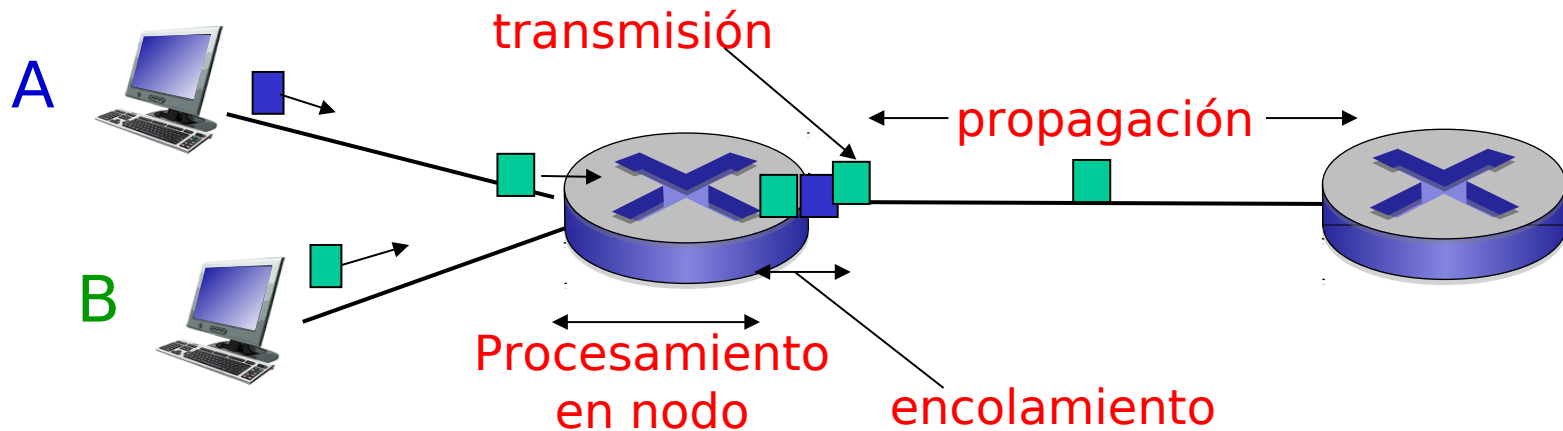 transmisión
A
propagación
B
Procesamiento
en nodo
encolamiento